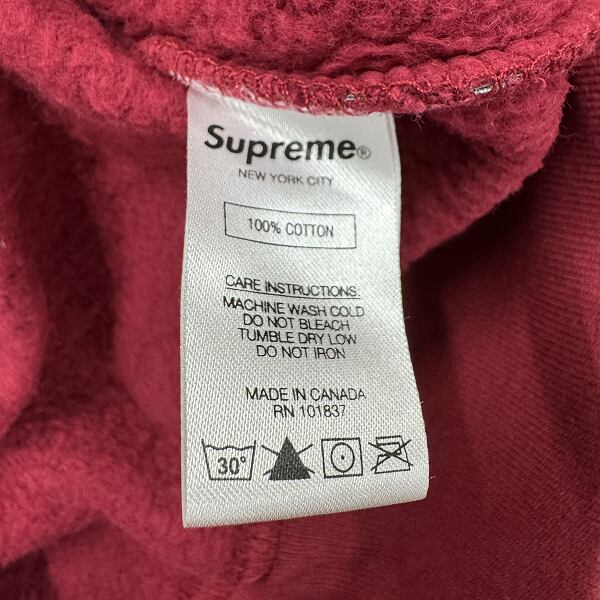 Supreme®
NEW YORK CITY
100% COTTON
CARE INSTRUCTIONS
MACHINE WASH COLD
DO NOT BLEACH
TUMBLE DRY LOW
DO NOT IRON
MADE IN CANADA
RN 101837
30°